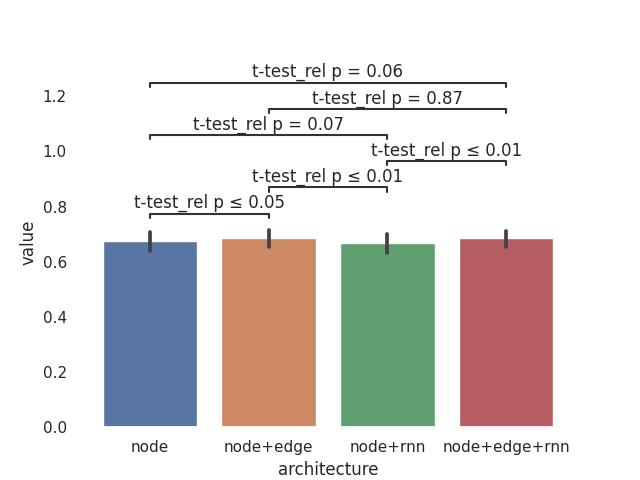 t-test_rel p = 0.06
t-test_rel p = 0.87
t-test_rel p = 0.07
t-test_rel p ≤ 0.01
t-test_rel p ≤ 0.01
t-test_rel p ≤ 0.05
1.2
1.0
0.8
0.6
0.4
0.2
0.0
value
node node+edge node+rnn node+edge+rnn
architecture